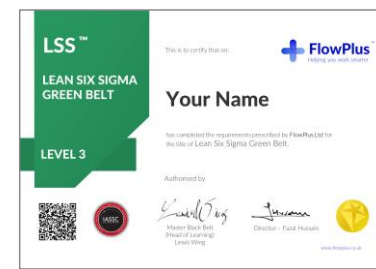 LSS™
LEAN SIX SIGMA
GREEN BELT
LEVEL 3
IASSC
This is to certify that on:
FlowPlus™
Helping you work smarter
Your Name
has completed the requirements prescribed by FlowPlus Ltd for
the title of Lean Six Sigma Green Belt.
Authorised by
Master Black Belt
(Head of Learning)
Lewis Wing
Director - Fazal Hussain
www.flowplus.co.uk